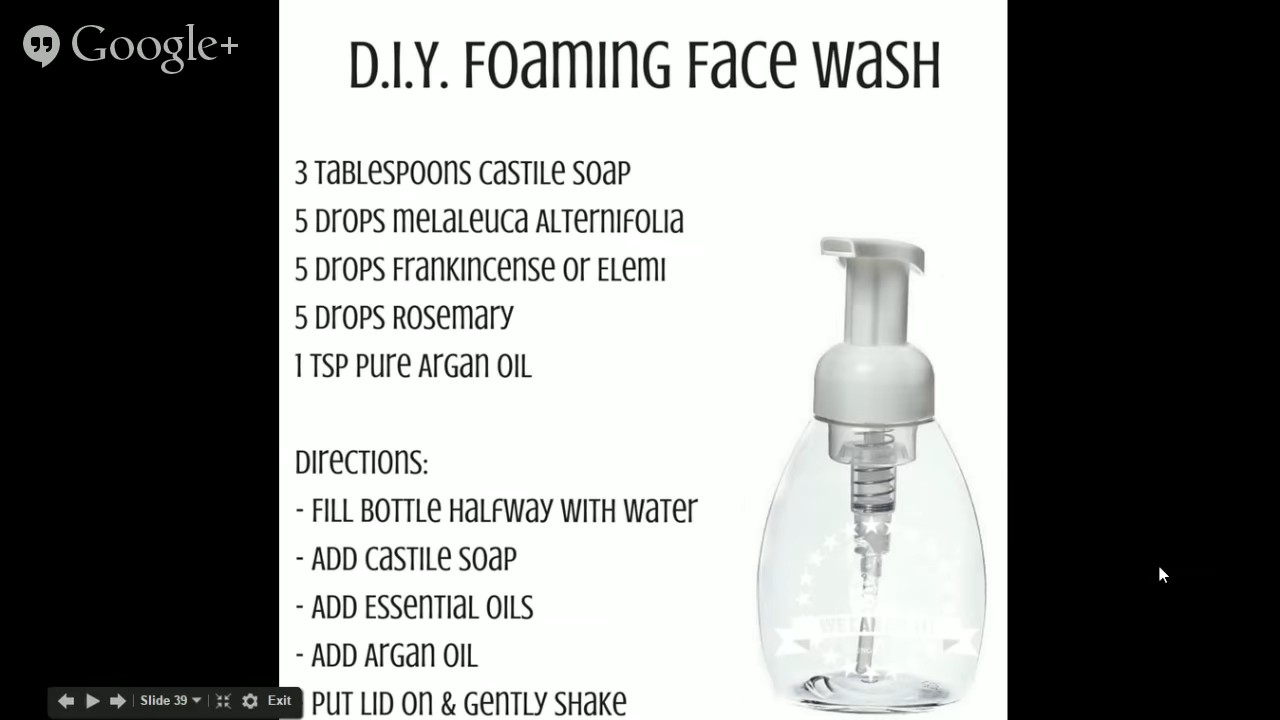 Google+
D.I.Y. Foaming Face Wash
3 Tablespoons Castile Soap
5 Drops Melaleuca Alternifolia
5 Drops Frankincense or Elemi
5 Drops Rosemary
1 TSP Pure Argan Oil
Directions:
- Fill Bottle Halfway With Water
- Add Castile Soap
- Add Essential Oils
- Add Argan Oil
Put Lid On & Gently Shake
Slide 39
Exit